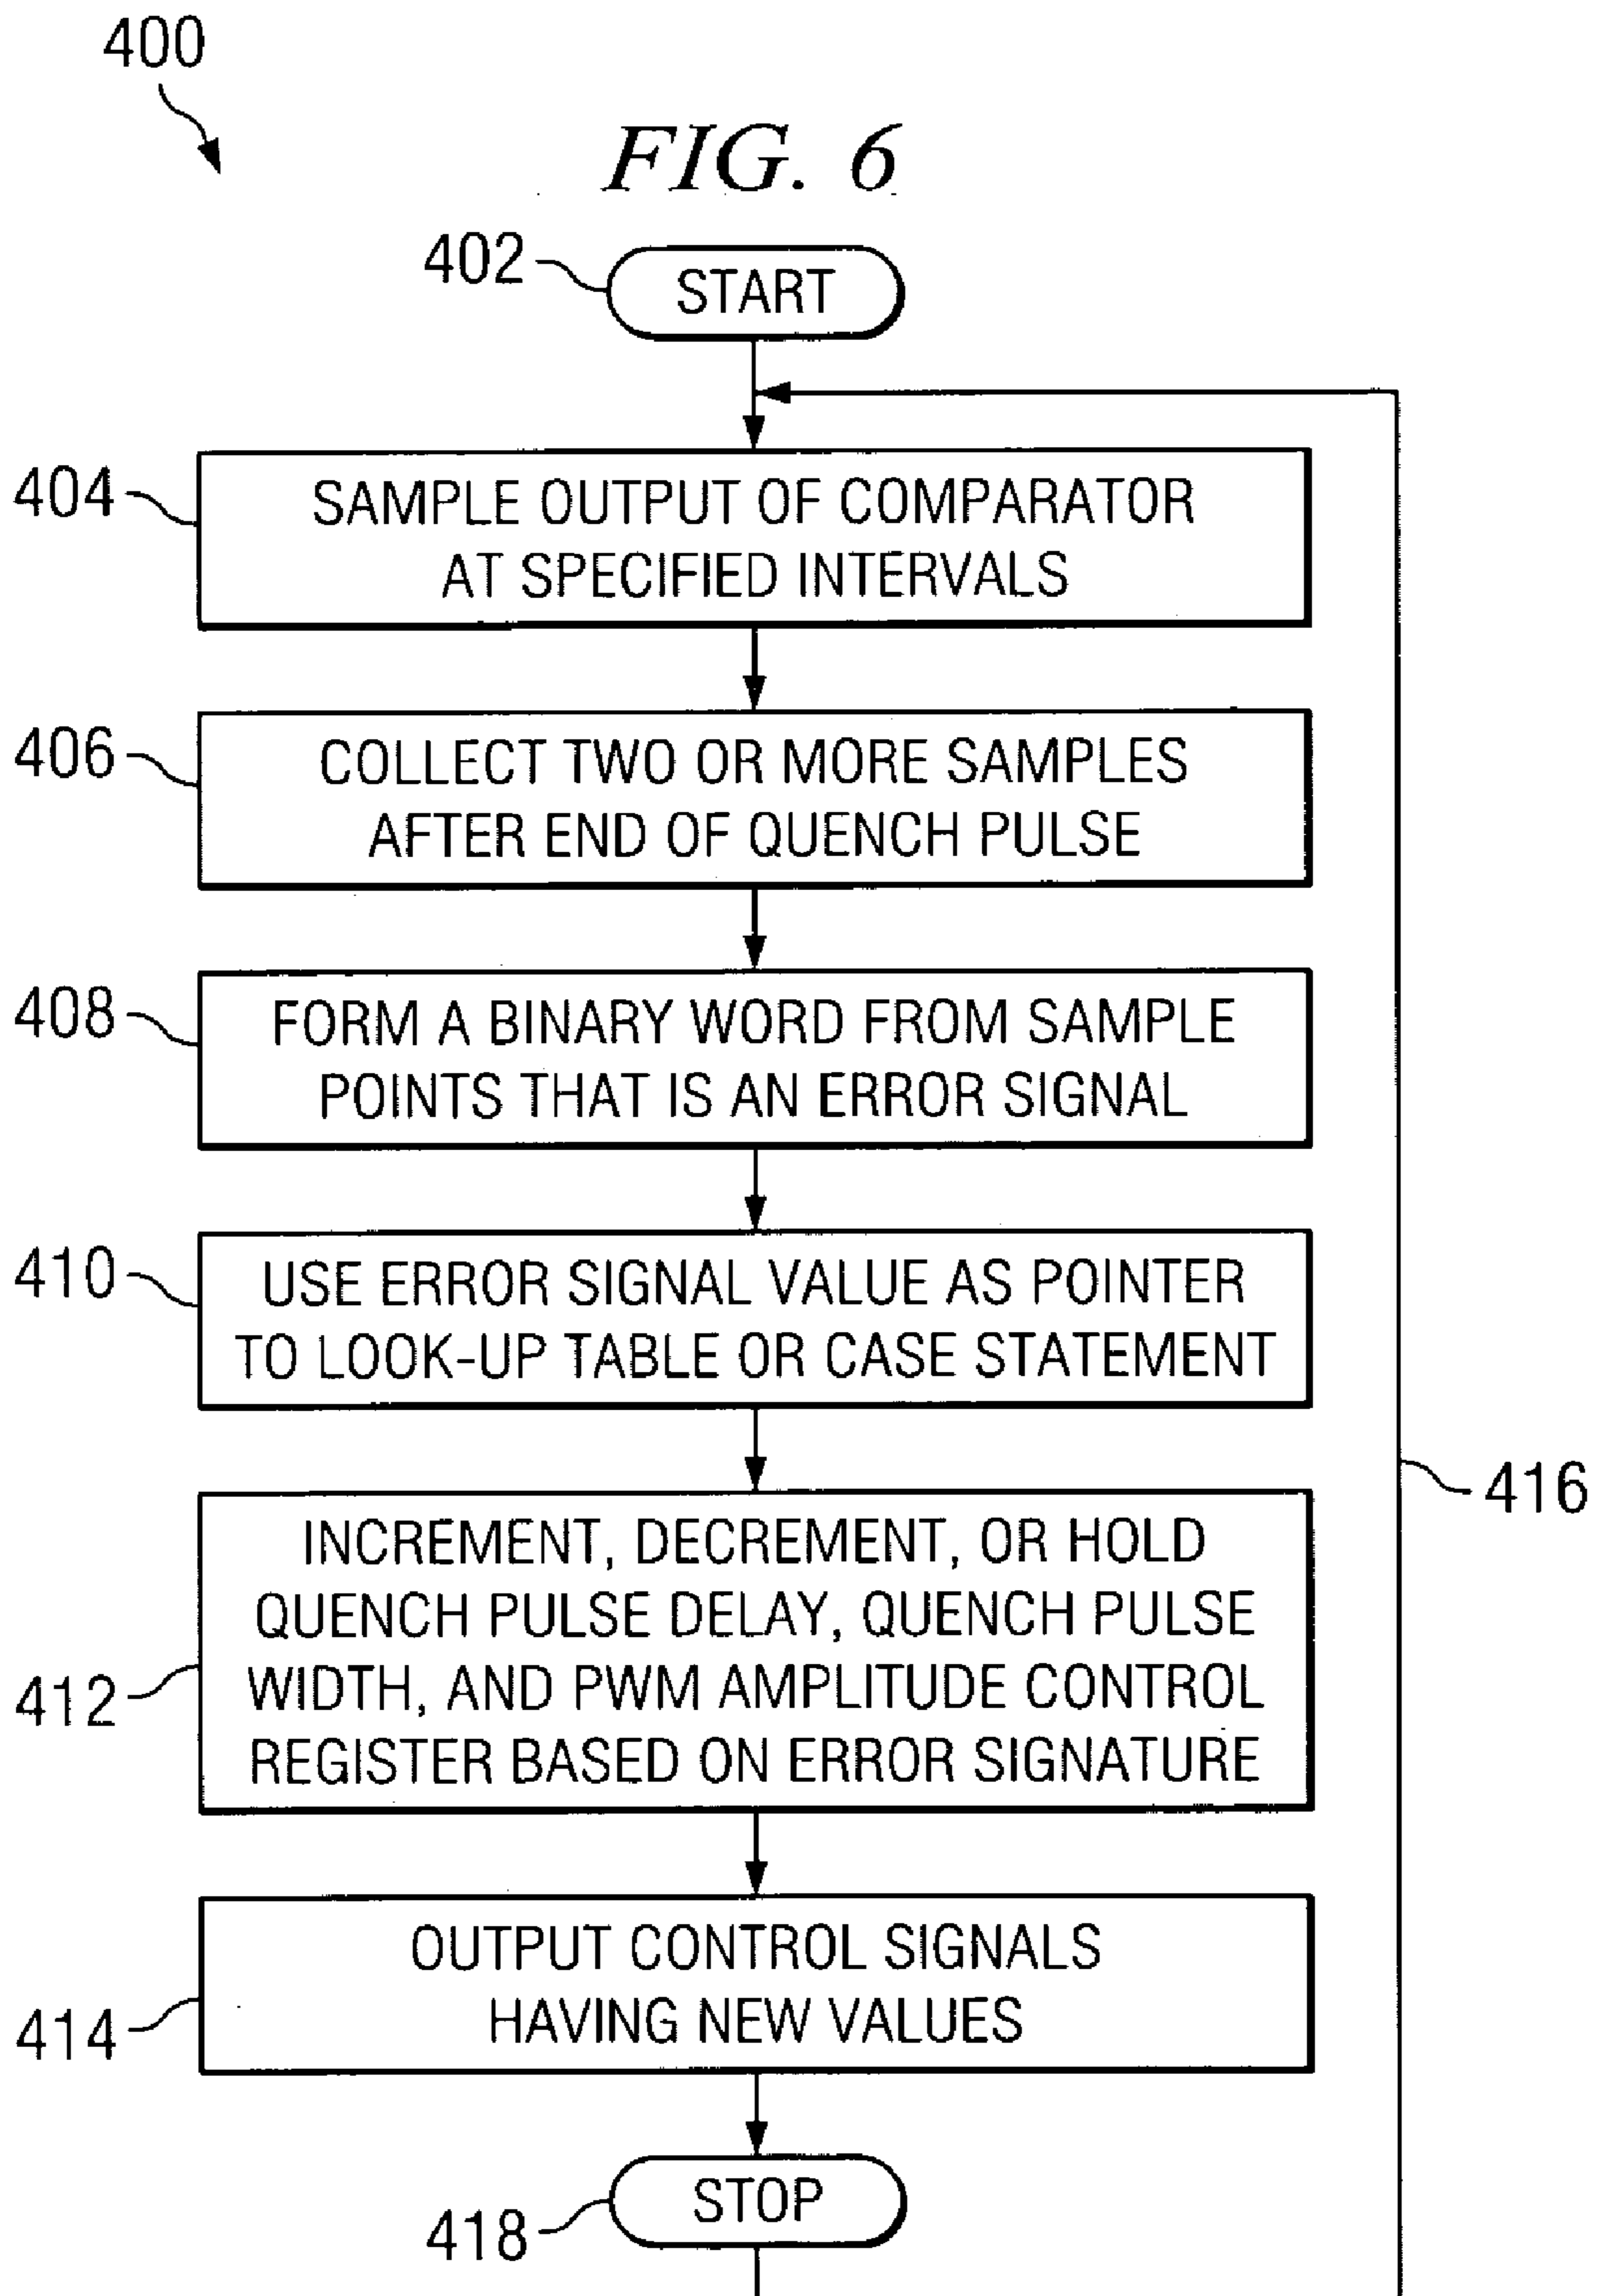 400
FIG. 6
402
START
404
SAMPLE OUTPUT OF COMPARATOR
AT SPECIFIED INTERVALS
406
COLLECT TWO OR MORE SAMPLES
AFTER END OF QUENCH PULSE
408
FORM A BINARY WORD FROM SAMPLE
POINTS THAT IS AN ERROR SIGNAL
410
USE ERROR SIGNAL VALUE AS POINTER
TO LOOK-UP TABLE OR CASE STATEMENT
416
412
INCREMENT, DECREMENT, OR HOLD
QUENCH PULSE DELAY, QUENCH PULSE
WIDTH, AND PWM AMPLITUDE CONTROL
REGISTER BASED ON ERROR SIGNATURE
414
OUTPUT CONTROL SIGNALS
HAVING NEW VALUES
418
STOP